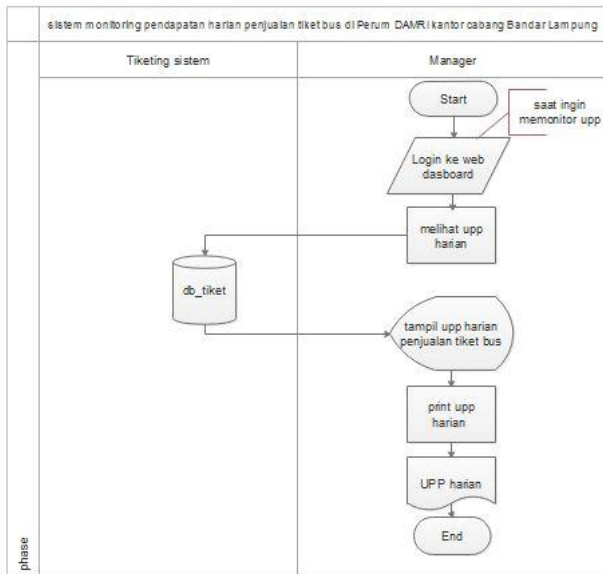 sistem monitoring pendapatan harian penjualan tiket bus di Perum DAMRI kantor cabang Bandar Lampung
Tiketing sistem
Manager
Start
saat ingin
memonitor upp
Login ke web
dasboard
melihat upp
harian
db_tiket
tampil upp harian
penjualan tiket bus
print upp
harian
UPP harian
End
phase